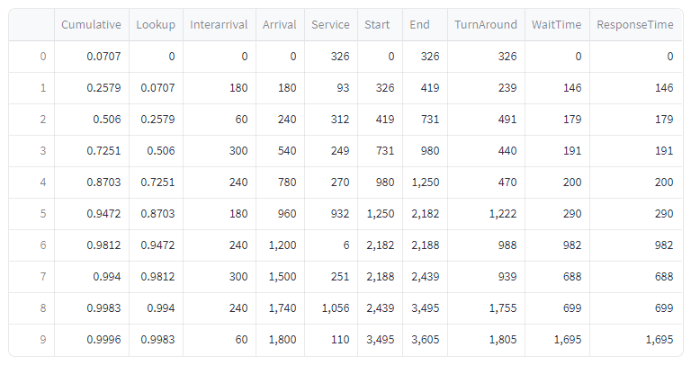 Cumulative Lookup Interarrival Arrival Service Start End TurnAround WaitTime ResponseTime
0 0.0707 0 0 0 326 0 326 326 0 0
1 0.2579 0.0707 180 180 93 326 419 239 146 146
2 0.506 0.2579 60 240 312 419 731 491 179 179
3 0.7251 0.506 300 540 249 731 980 440 191 191
4 0.8703 0.7251 240 780 270 980 1,250 470 200 200
5 0.9472 0.8703 180 960 932 1,250 2,182 1,222 290 290
6 0.9812 0.9472 240 1,200 6 2,182 2,188 988 982 982
7 0.994 0.9812 300 1,500 251 2,188 2,439 939 688 688
8 0.9983 0.994 240 1,740 1,056 2,439 3,495 1,755 699 699
9 0.9996 0.9983 60 1,800 110 3,495 3,605 1,805 1,695 1,695